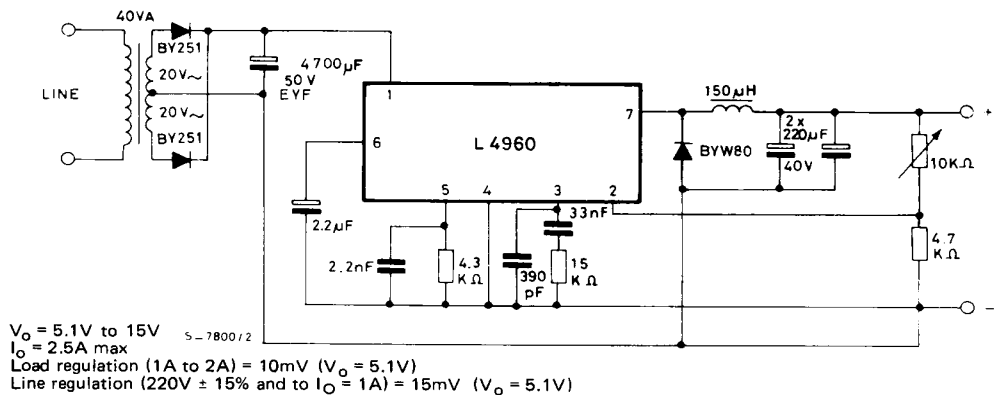 40VA
BY251
20V~
LINE
20V~
BY251
4700µF
50V
EYF
1
7
6
L4960
5
4
3
2
150µH
2x
220µF
40V
BYW80
+
10KΩ
2.2µF
2.2nF
4.3
KΩ
390
pF
33nF
15
KΩ
4.7
KΩ
−
Vo = 5.1V to 15V
S-7800/2
Io = 2.5A max
Load regulation (1A to 2A) = 10mV (Vo = 5.1V)
Line regulation (220V ± 15% and to IO = 1A) = 15mV (Vo = 5.1V)